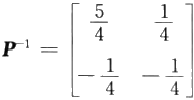 P⁻¹ = [ 5/4 1/4 ]
[ -1/4 -1/4 ]